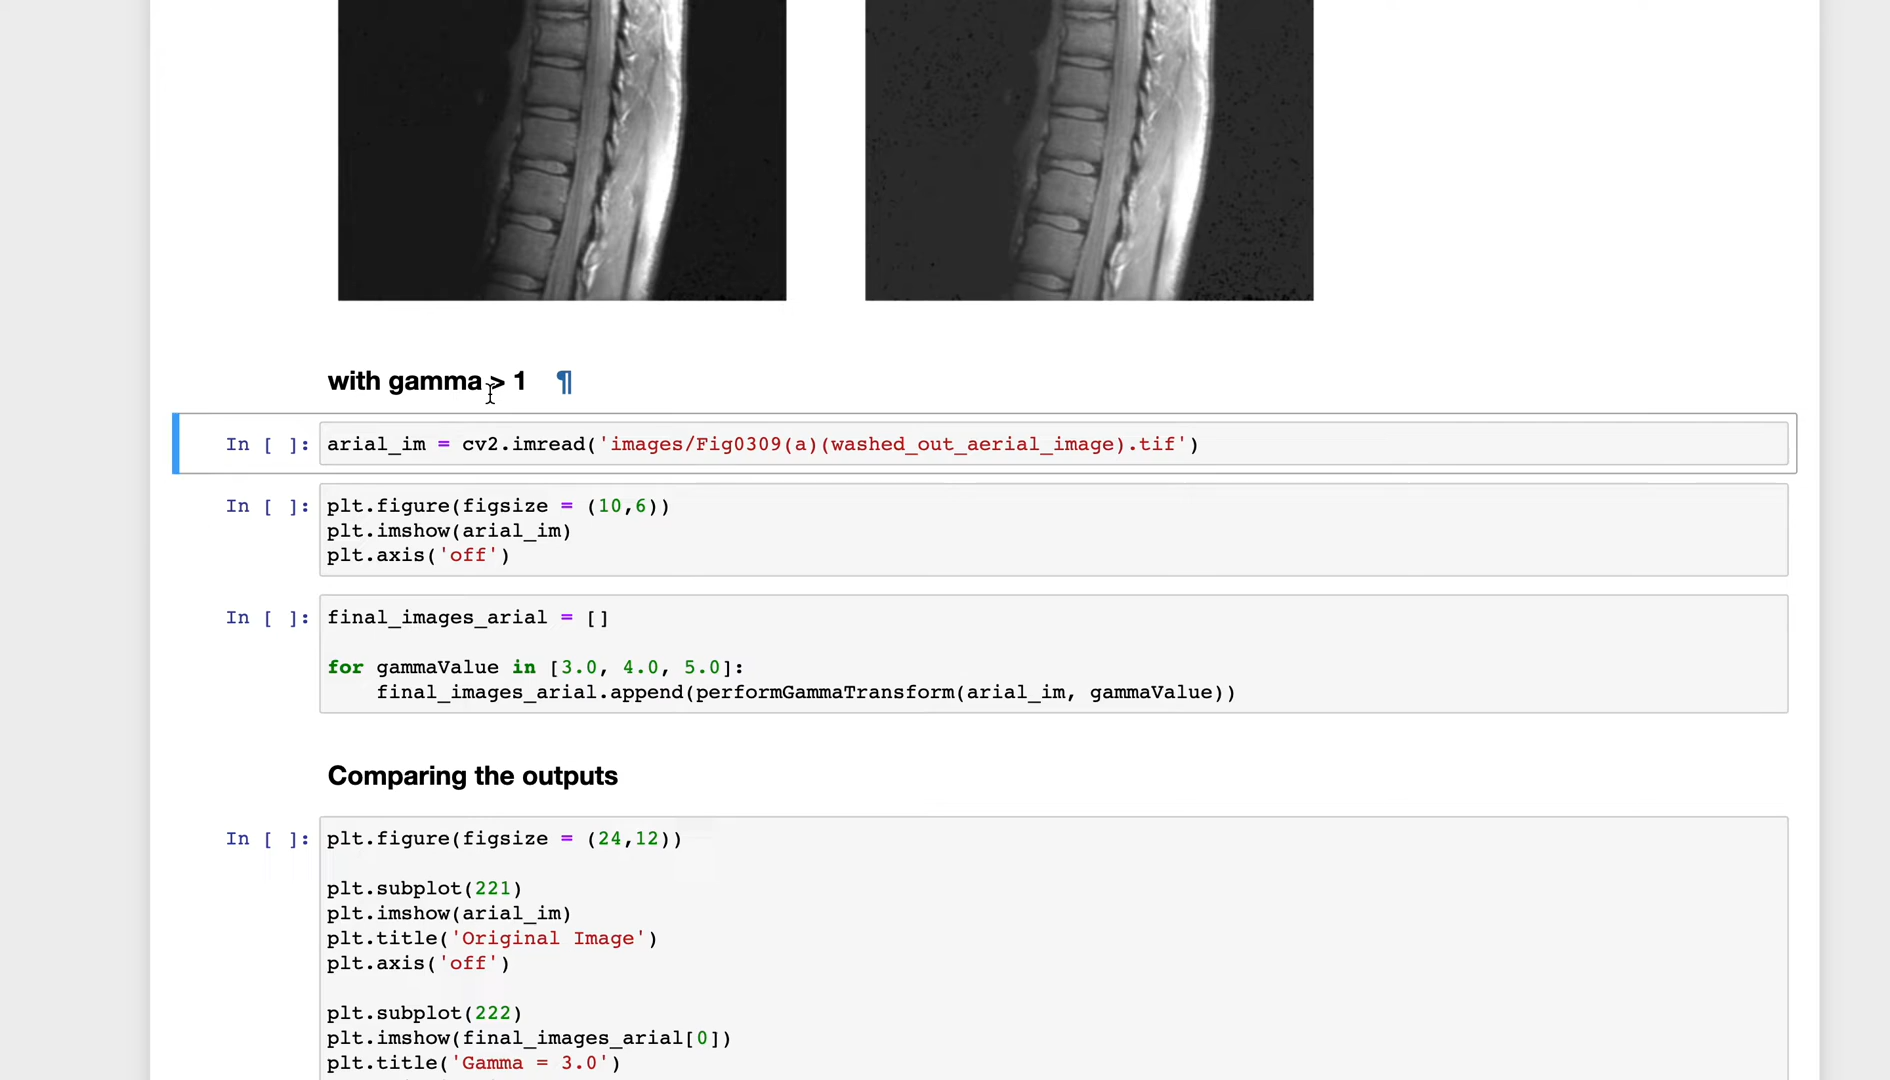 with gamma > 1 ¶
In [ ]: arial_im = cv2.imread('images/Fig0309(a)(washed_out_aerial_image).tif')
In [ ]: plt.figure(figsize = (10,6))
plt.imshow(arial_im)
plt.axis('off')
In [ ]: final_images_arial = []
for gammaValue in [3.0, 4.0, 5.0]:
    final_images_arial.append(performGammaTransform(arial_im, gammaValue))
Comparing the outputs
In [ ]: plt.figure(figsize = (24,12))
plt.subplot(221)
plt.imshow(arial_im)
plt.title('Original Image')
plt.axis('off')
plt.subplot(222)
plt.imshow(final_images_arial[0])
plt.title('Gamma = 3.0')